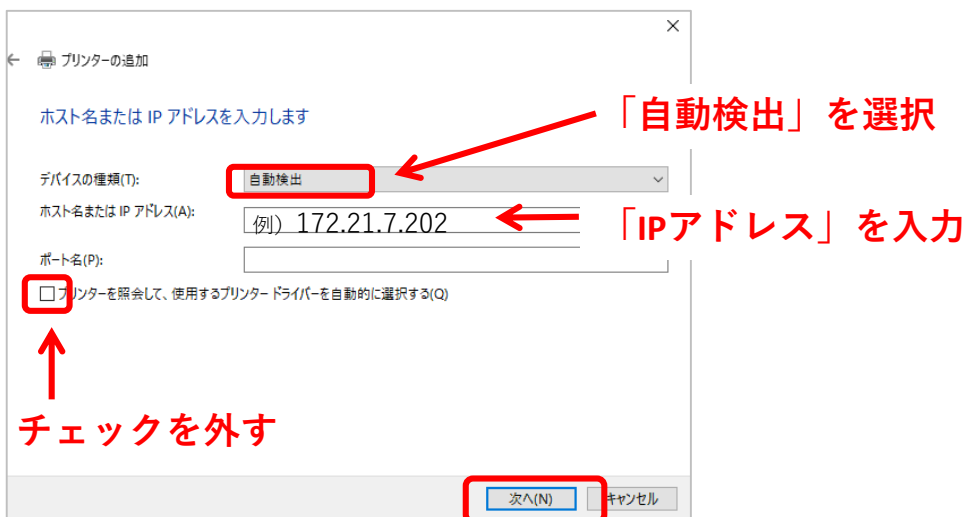 プリンターの追加
ホスト名または IP アドレスを入力します
「自動検出」を選択
デバイスの種類(T):
自動検出
ホスト名または IP アドレス(A):
例）172.21.7.202
「IPアドレス」を入力
ポート名(P):
プリンターを照会して、使用するプリンター ドライバーを自動的に選択する(Q)
チェックを外す
次へ(N)
キャンセル